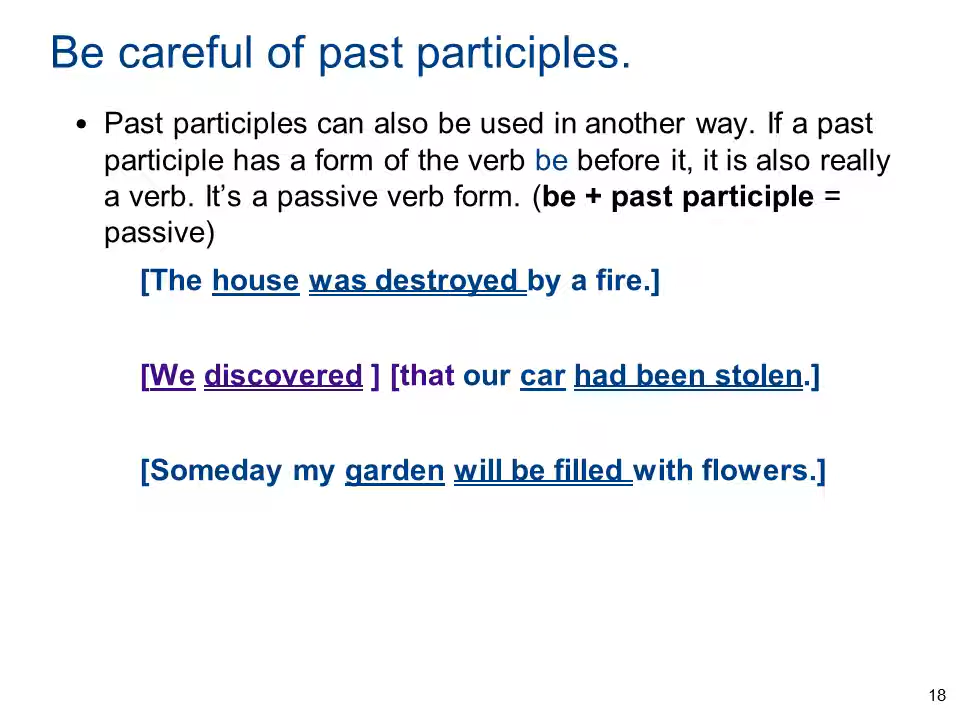 Be careful of past participles.
• Past participles can also be used in another way. If a past
participle has a form of the verb be before it, it is also really
a verb. It’s a passive verb form. (be + past participle =
passive)
[The house was destroyed by a fire.]
[We discovered ] [that our car had been stolen.]
[Someday my garden will be filled with flowers.]
18